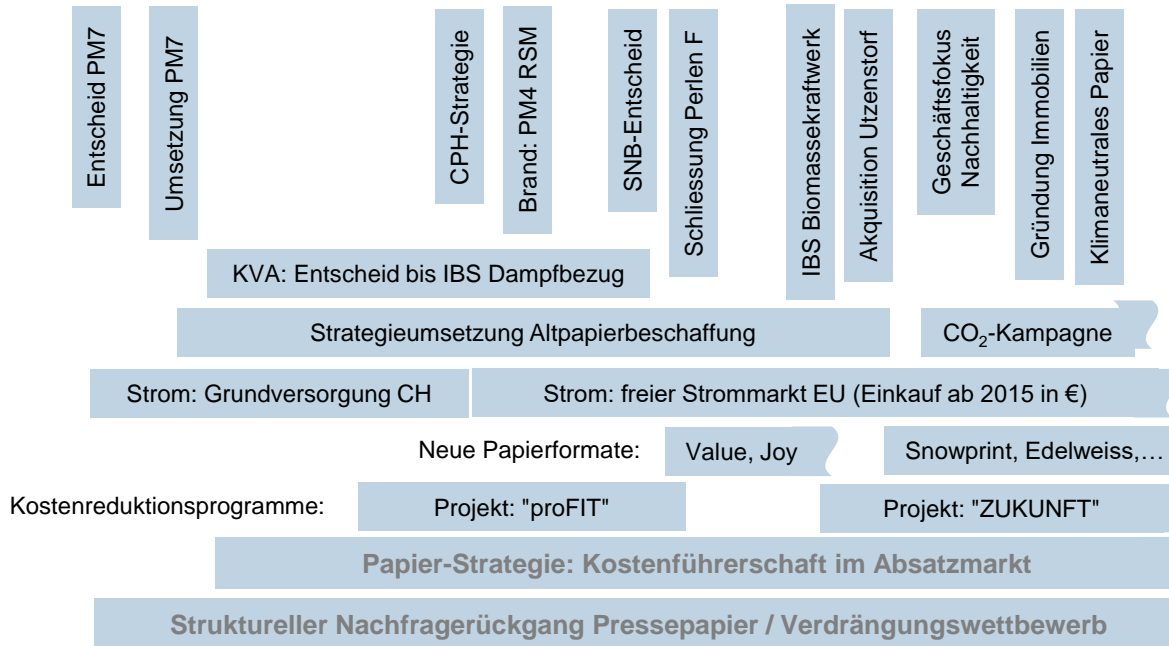 Entscheid PM7
Umsetzung PM7
CPH-Strategie
Brand: PM4 RSM
SNB-Entscheid
Schliessung Perlen F
IBS Biomassekraftwerk
Akquisition Utzenstorf
Geschäftsfokus
Nachhaltigkeit
Gründung Immobilien
Klimaneutrales Papier
KVA: Entscheid bis IBS Dampfbezug
Strategieumsetzung Altpapierbeschaffung
CO₂-Kampagne
Strom: Grundversorgung CH
Strom: freier Strommarkt EU (Einkauf ab 2015 in €)
Neue Papierformate:
Value, Joy
Snowprint, Edelweiss,…
Kostenreduktionsprogramme:
Projekt: "proFIT"
Projekt: "ZUKUNFT"
Papier-Strategie: Kostenführerschaft im Absatzmarkt
Struktureller Nachfragerückgang Pressepapier / Verdrängungswettbewerb